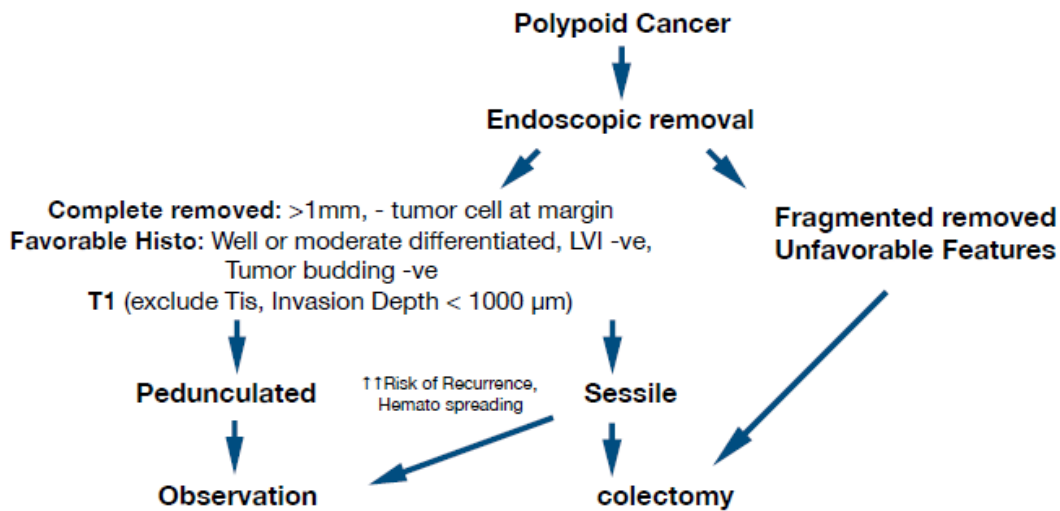 Polypoid Cancer
Endoscopic removal
Complete removed: >1mm, - tumor cell at margin
Favorable Histo: Well or moderate differentiated, LVI -ve,
Tumor budding -ve
T1 (exclude Tis, Invasion Depth < 1000 μm)
Fragmented removed
Unfavorable Features
Pedunculated
↑↑Risk of Recurrence,
Hemato spreading
Sessile
Observation
colectomy